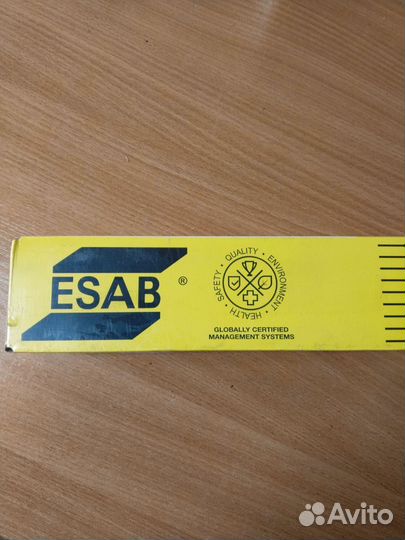 ESAB ®
SAFETY · QUALITY · ENVIRONMENT · HEALTH ·
GLOBALLY CERTIFIED
MANAGEMENT SYSTEMS
Avito